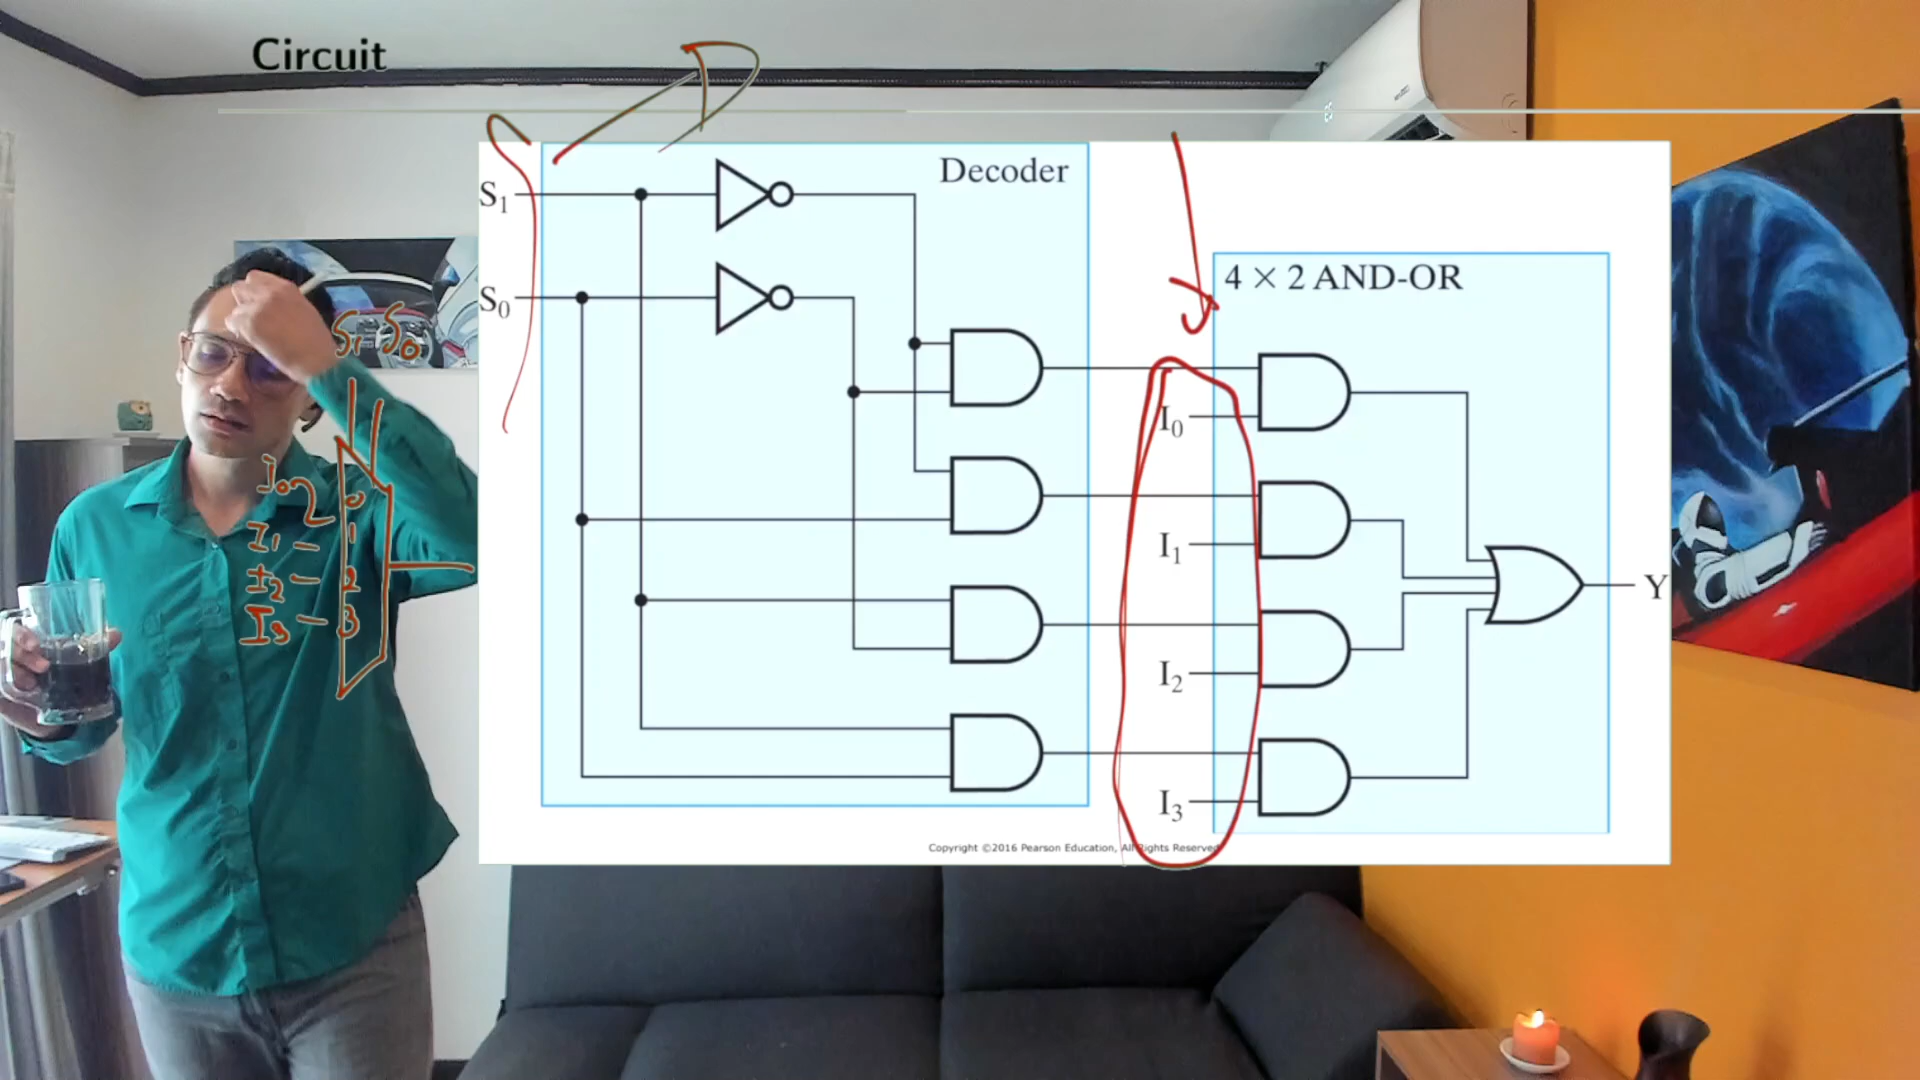 Circuit
Decoder
S₁
S₀
4 × 2 AND-OR
I₀
I₁
I₂
I₃
Y
Copyright ©2016 Pearson Education, All Rights Reserved
S₁ S₀
I₀ 0
I₁ – 1
I₂ – 2
I₃ – 3